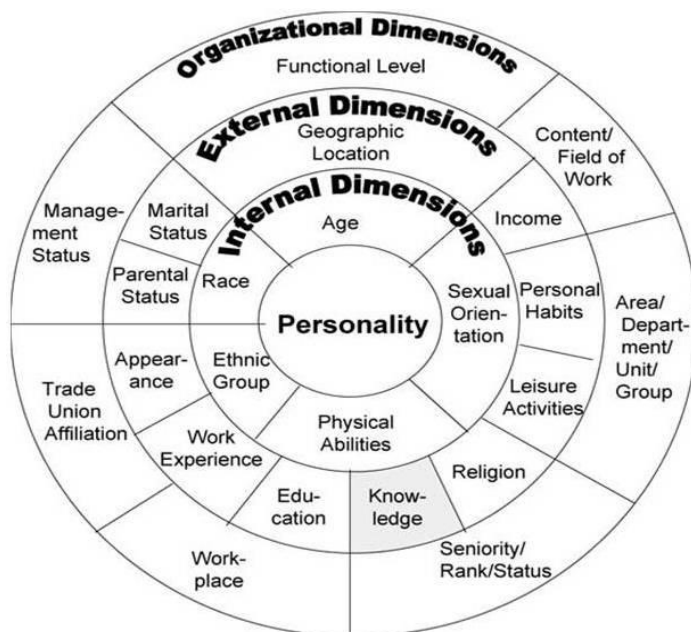 Organizational Dimensions
Functional Level
External Dimensions
Geographic
Location
Internal Dimensions
Age
Personality
Content/
Field of
Work
Income
Manage-
ment
Status
Marital
Status
Parental
Status
Race
Sexual
Orien-
tation
Personal
Habits
Area/
Depart-
ment/
Unit/
Group
Appear-
ance
Ethnic
Group
Leisure
Activities
Trade
Union
Affiliation
Physical
Abilities
Work
Experience
Religion
Edu-
cation
Know-
ledge
Work-
place
Seniority/
Rank/Status